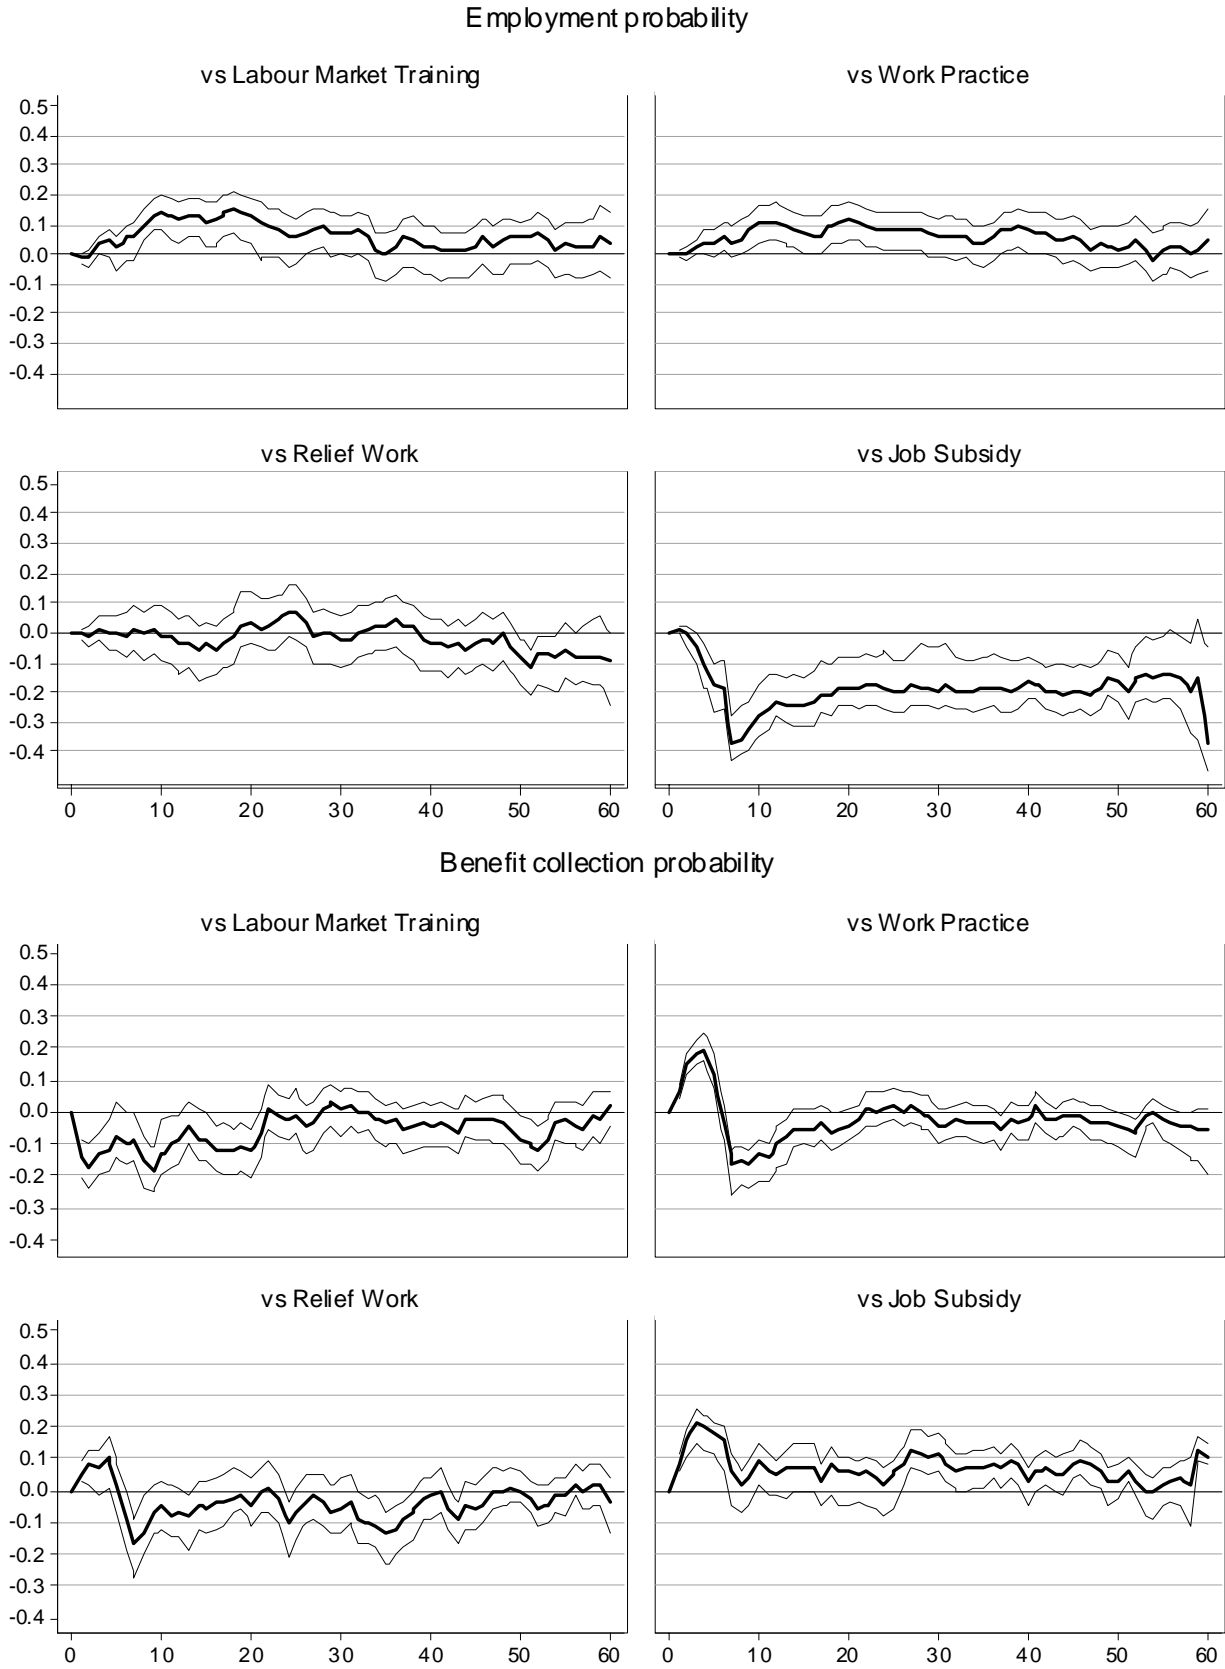 Employment probability
vs Labour Market Training
vs Work Practice
0.5
0.4
0.3
0.2
0.1
0.0
-0.1
-0.2
-0.3
-0.4
vs Relief Work
vs Job Subsidy
0.5
0.4
0.3
0.2
0.1
0.0
-0.1
-0.2
-0.3
-0.4
0 10 20 30 40 50 60
0 10 20 30 40 50 60
Benefit collection probability
vs Labour Market Training
vs Work Practice
0.5
0.4
0.3
0.2
0.1
0.0
-0.1
-0.2
-0.3
-0.4
vs Relief Work
vs Job Subsidy
0.5
0.4
0.3
0.2
0.1
0.0
-0.1
-0.2
-0.3
-0.4
0 10 20 30 40 50 60
0 10 20 30 40 50 60